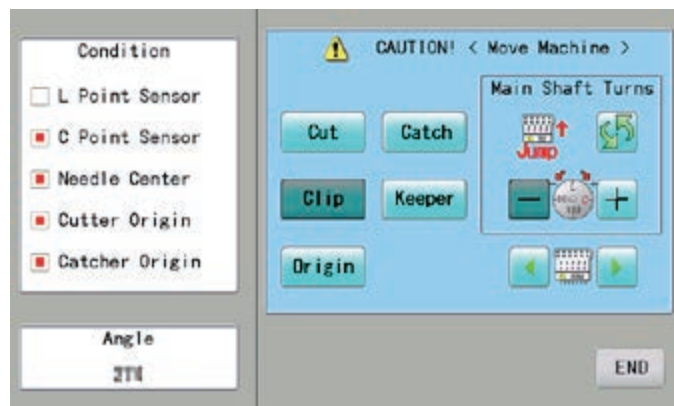 Condition
L Point Sensor
C Point Sensor
Needle Center
Cutter Origin
Catcher Origin
Angle
CAUTION! < Move Machine >
Main Shaft Turns
Cut
Catch
Jump
Clip
Keeper
Origin
END